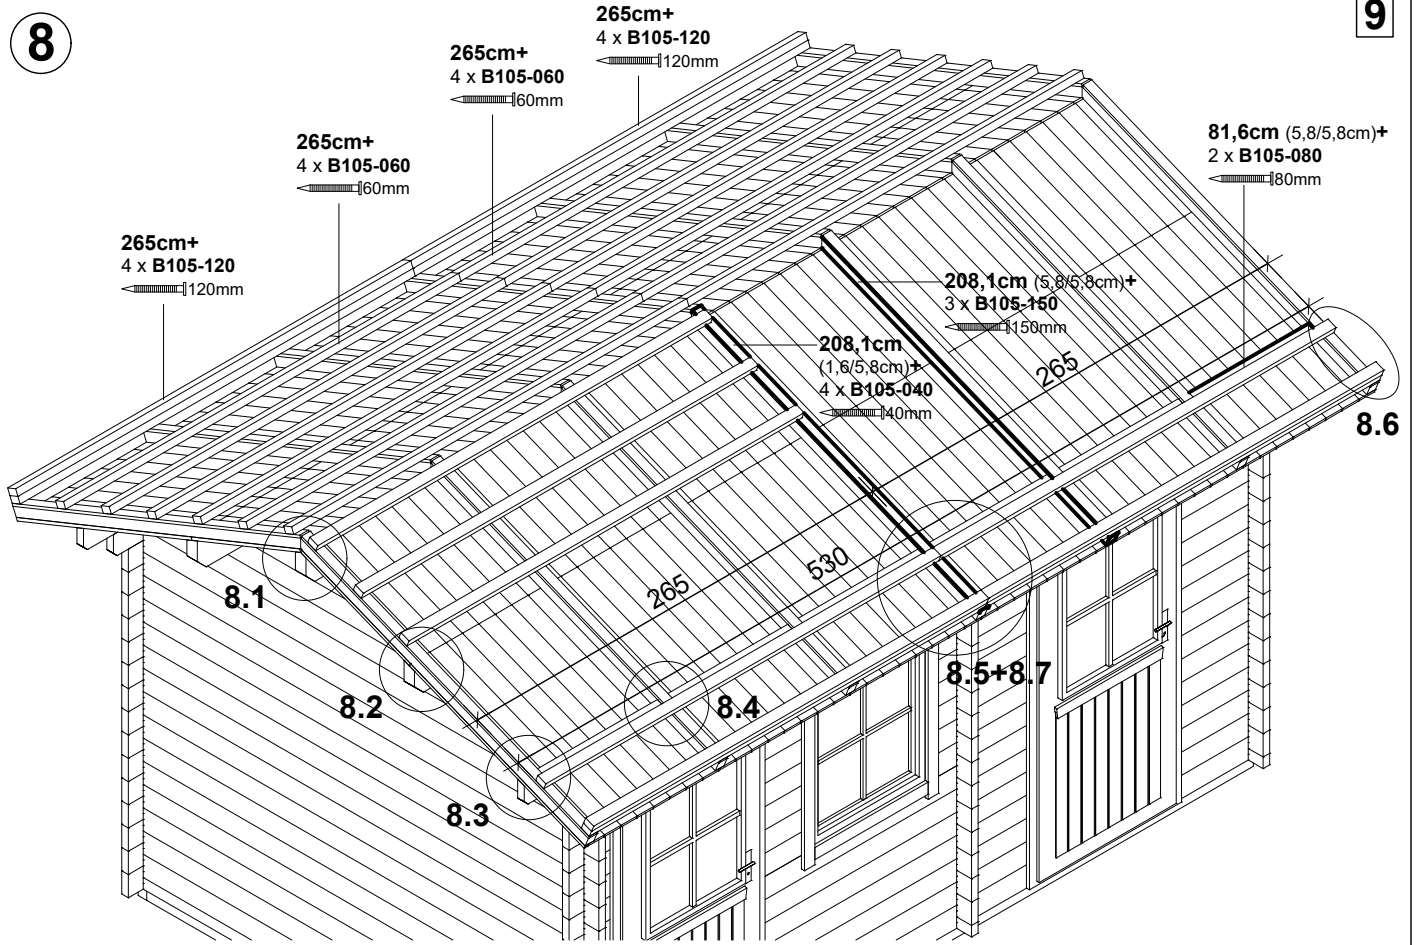 8
9
265cm+
4 x B105-120
120mm
265cm+
4 x B105-060
60mm
265cm+
4 x B105-060
60mm
265cm+
4 x B105-120
120mm
81,6cm (5,8/5,8cm)+
2 x B105-080
80mm
208,1cm (5,8/5,8cm)+
3 x B105-150
150mm
208,1cm
(1,6/5,8cm)+
4 x B105-040
40mm
265
530
265
8.1
8.2
8.3
8.4
8.5+8.7
8.6